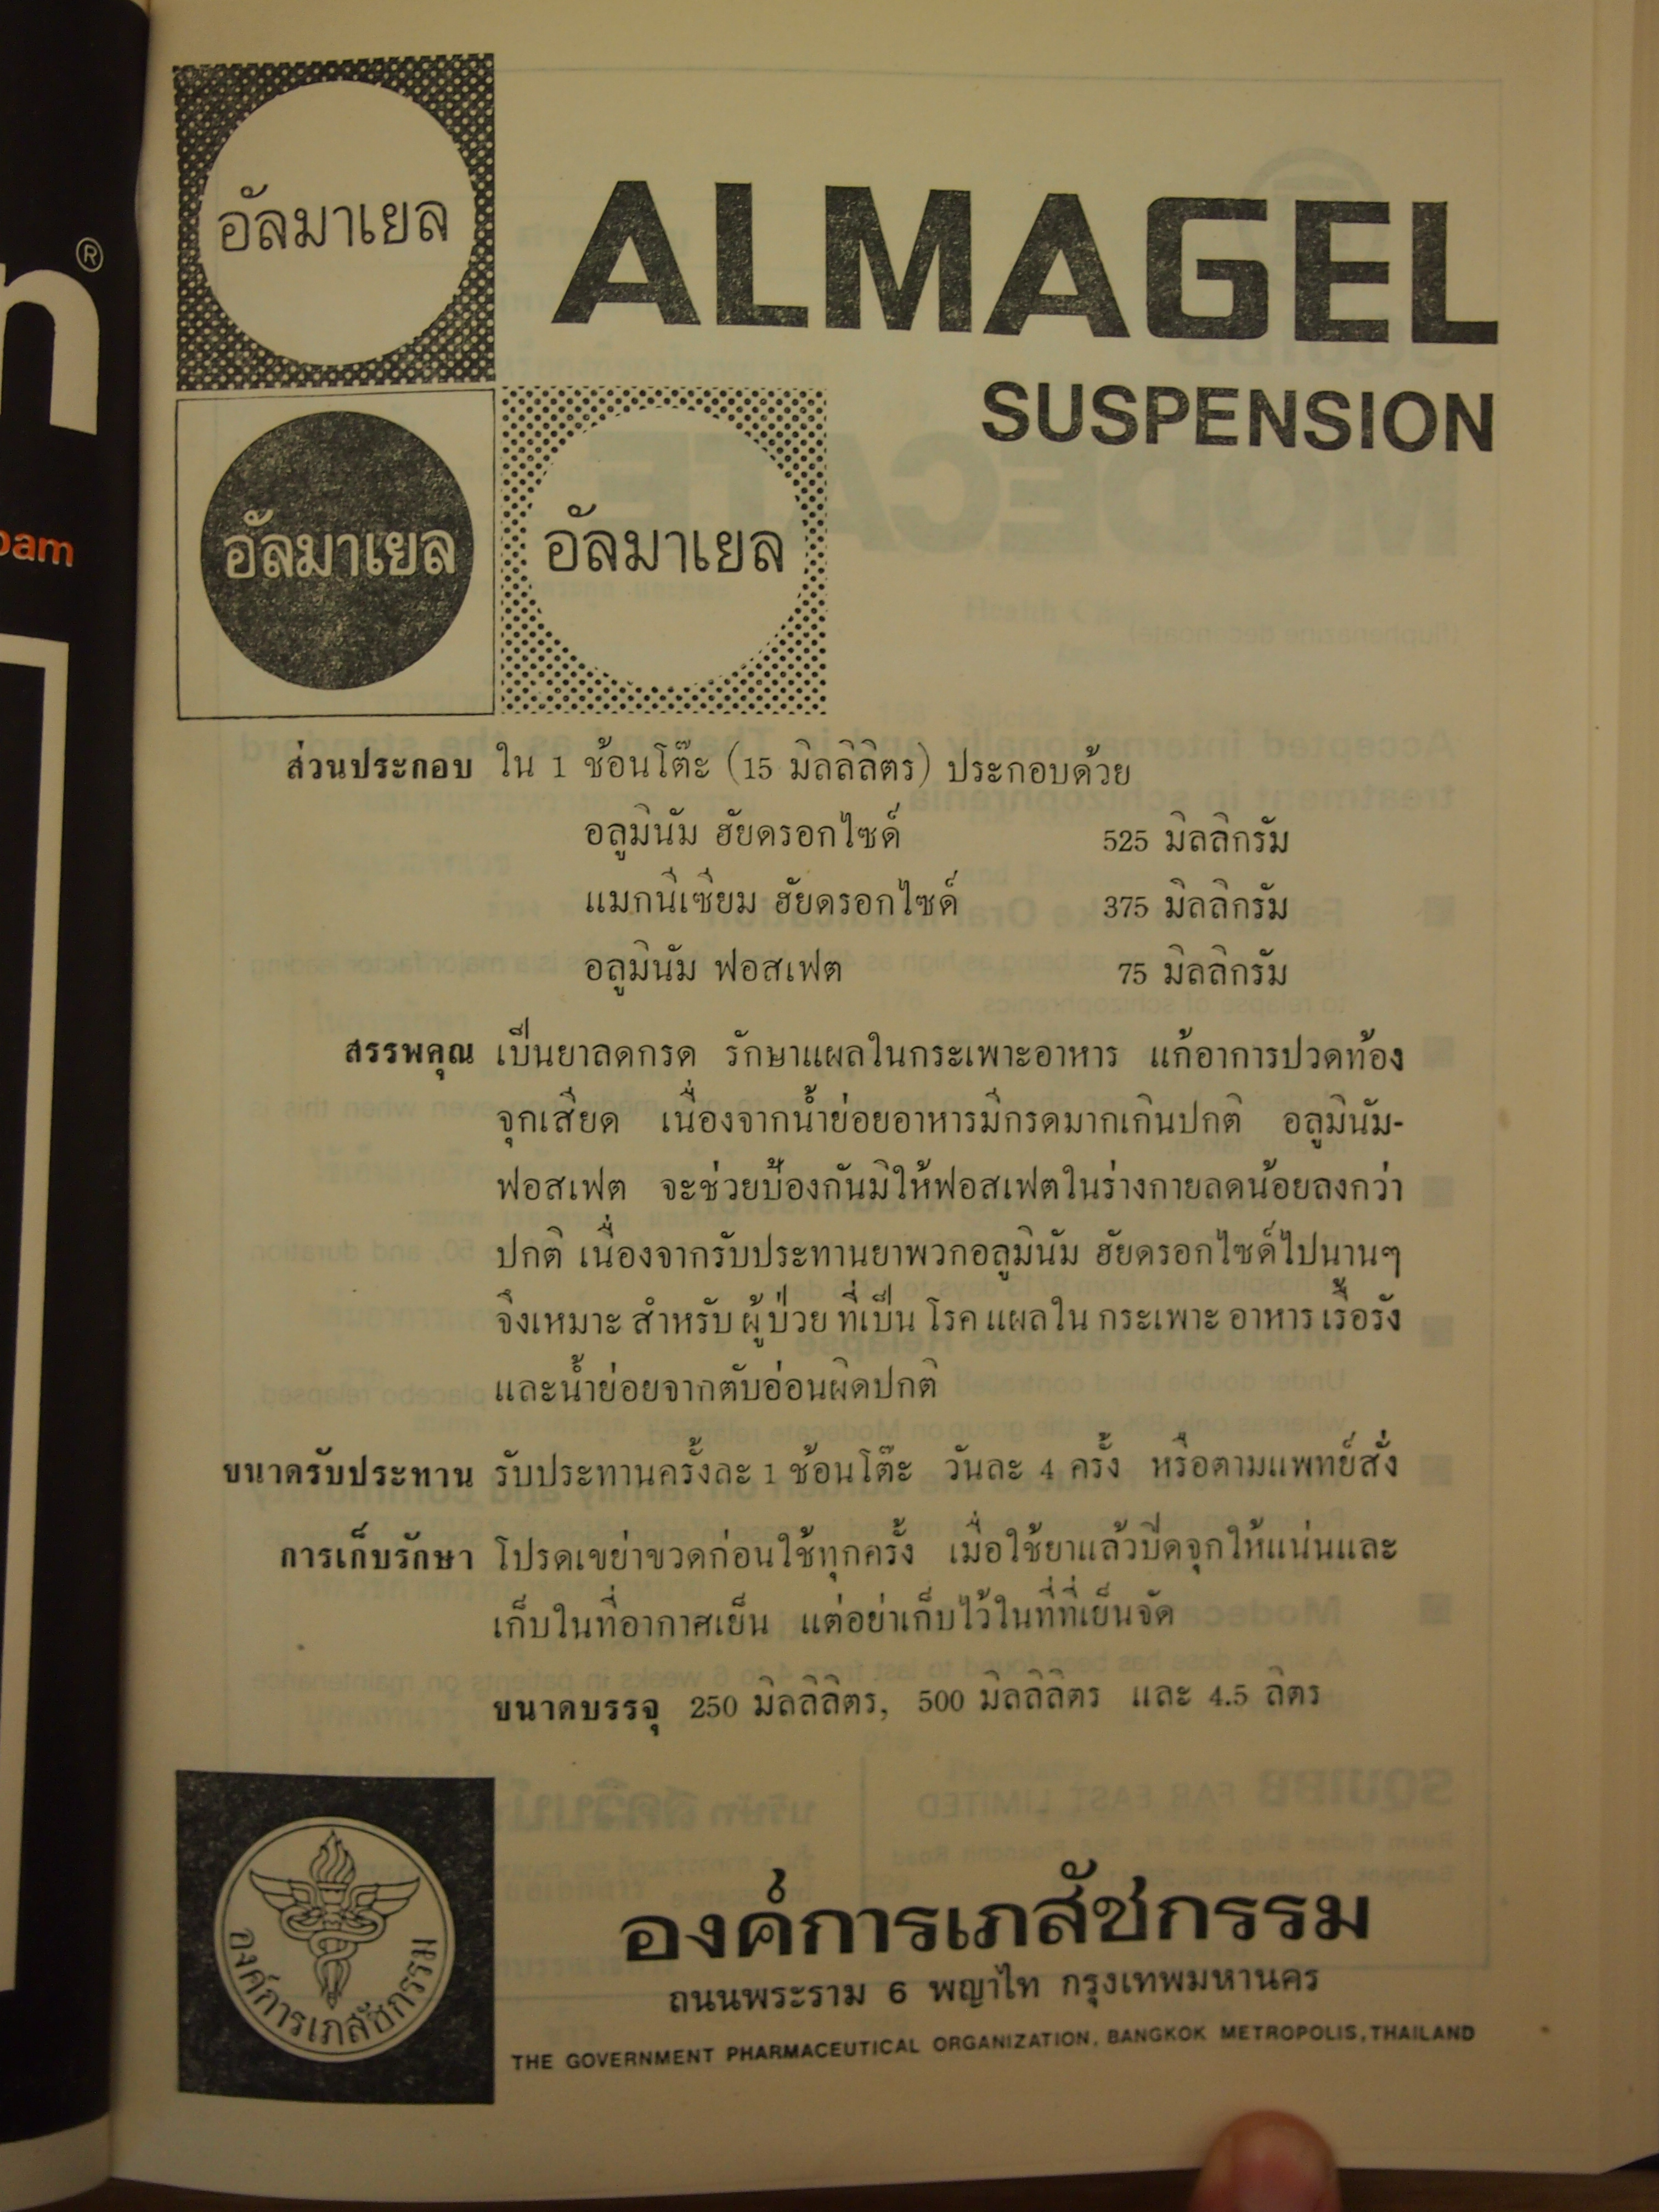 อัลมาเยล
ALMAGEL
SUSPENSION
อัลมาเยล
อัลมาเยล
ส่วนประกอบ ใน 1 ช้อนโต๊ะ (15 มิลลิลิตร) ประกอบด้วย
อลูมินัม ฮัยดรอกไซด์ 525 มิลลิกรัม
แมกนีเซียม ฮัยดรอกไซด์ 375 มิลลิกรัม
อลูมินัม ฟอสเฟต 75 มิลลิกรัม
สรรพคุณ เป็นยาลดกรด รักษาแผลในกระเพาะอาหาร แก้อาการปวดท้อง
จุกเสียด เนื่องจากน้ำย่อยอาหารมีกรดมากเกินปกติ อลูมินัม-
ฟอสเฟต จะช่วยป้องกันมิให้ฟอสเฟตในร่างกายลดน้อยลงกว่า
ปกติ เนื่องจากรับประทานยาพวกอลูมินัม ฮัยดรอกไซด์ไปนานๆ
จึงเหมาะ สำหรับ ผู้ป่วย ที่เป็น โรค แผลใน กระเพาะ อาหาร เรื้อรัง
และน้ำย่อยจากตับอ่อนผิดปกติ
ขนาดรับประทาน รับประทานครั้งละ 1 ช้อนโต๊ะ วันละ 4 ครั้ง หรือตามแพทย์สั่ง
การเก็บรักษา โปรดเขย่าขวดก่อนใช้ทุกครั้ง เมื่อใช้ยาแล้วปิดจุกให้แน่นและ
เก็บในที่อากาศเย็น แต่อย่าเก็บไว้ในที่ที่เย็นจัด
ขนาดบรรจุ 250 มิลลิลิตร, 500 มิลลิลิตร และ 4.5 ลิตร
องค์การเภสัชกรรม
องค์การเภสัชกรรม
ถนนพระราม 6 พญาไท กรุงเทพมหานคร
THE GOVERNMENT PHARMACEUTICAL ORGANIZATION, BANGKOK METROPOLIS, THAILAND